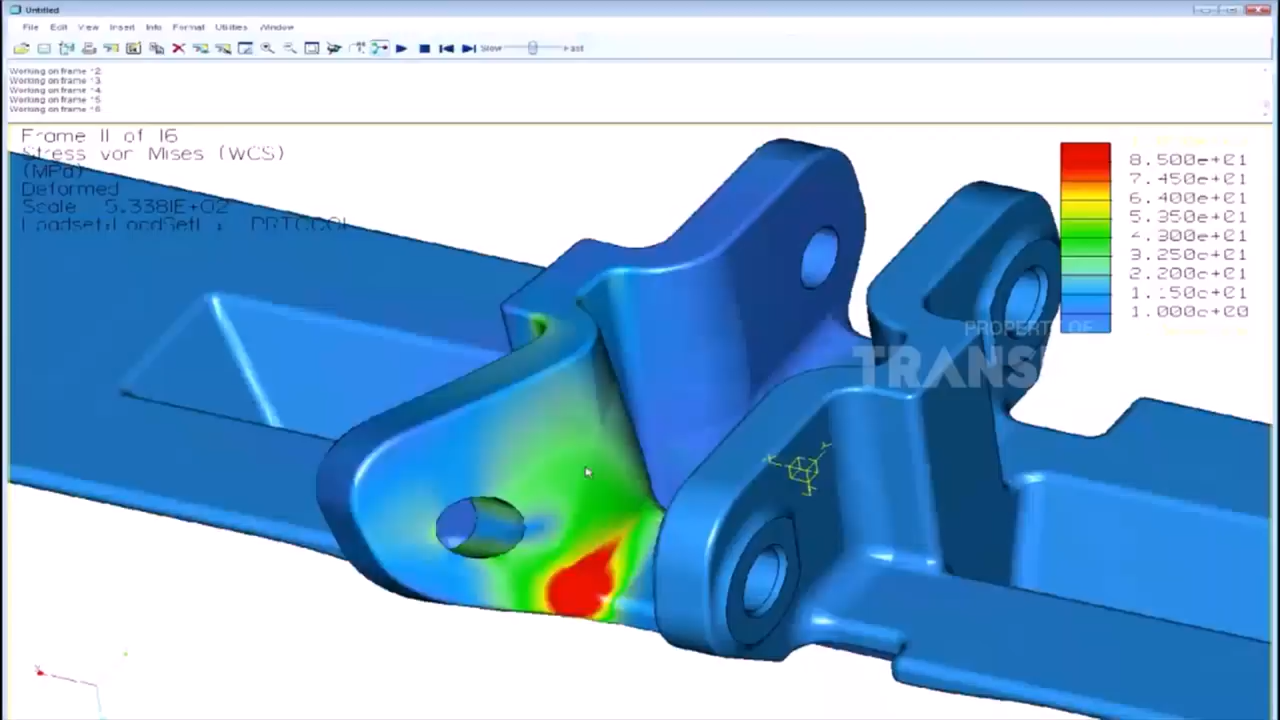 Untitled
File Edit View Insert Info Format Utilities Window
Slow Fast
Working on frame "2
Working on frame "3
Working on frame "4
Working on frame "5
Working on frame "6
Frame 11 of 16
Stress von Mises (WCS)
(MPa)
Deformed
Scale 5.3381E+02
Loadset:LoadSet1 :
8.500e+01
7.450e+01
6.400e+01
5.350e+01
4.300e+01
3.250e+01
2.200e+01
1.150e+01
1.000e+00
PROPERTY OF
TRANS